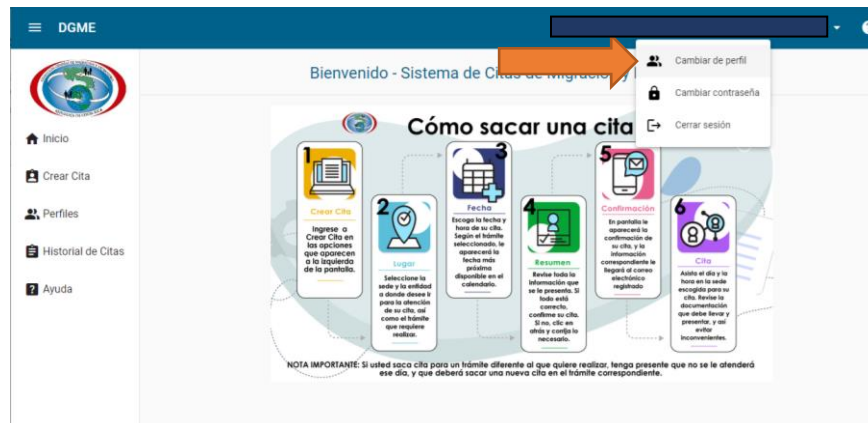 DGME
Cambiar de perfil
Cambiar contraseña
Cerrar sesión
Bienvenido - Sistema de Citas de Migración y
Inicio
Crear Cita
Perfiles
Historial de Citas
Ayuda
Cómo sacar una cita
1
Crear Cita
Ingrese a
Crear Cita en
las opciones
que aparecen
a la izquierda
de la pantalla.
2
Lugar
Seleccione la
sede y la entidad
a donde desee ir
para la atención
de su cita, así
como el trámite
que requiere
realizar.
3
Fecha
Escoga la fecha y
hora de su cita.
Según el trámite
seleccionado, le
aparecerá la
fecha más
próxima
disponible en el
calendario.
4
Resumen
Revise toda la
información que
se le presenta. Si
todo está
correcto,
confirme su cita.
Si no, clic en
atrás y corrija lo
necesario.
5
Confirmación
En pantalla le
aparecerá la
confirmación de
su cita, y la
información
correspondiente le
llegará al correo
electrónico
registrado
6
Cita
Asista el día y la
hora en la sede
escogida para su
cita. Revise la
documentación
que debe llevar y
presentar, y así
evitar
inconvenientes.
NOTA IMPORTANTE: Si usted saca cita para un trámite diferente al que quiere realizar, tenga presente que no se le atenderá
ese día, y que deberá sacar una nueva cita en el trámite correspondiente.